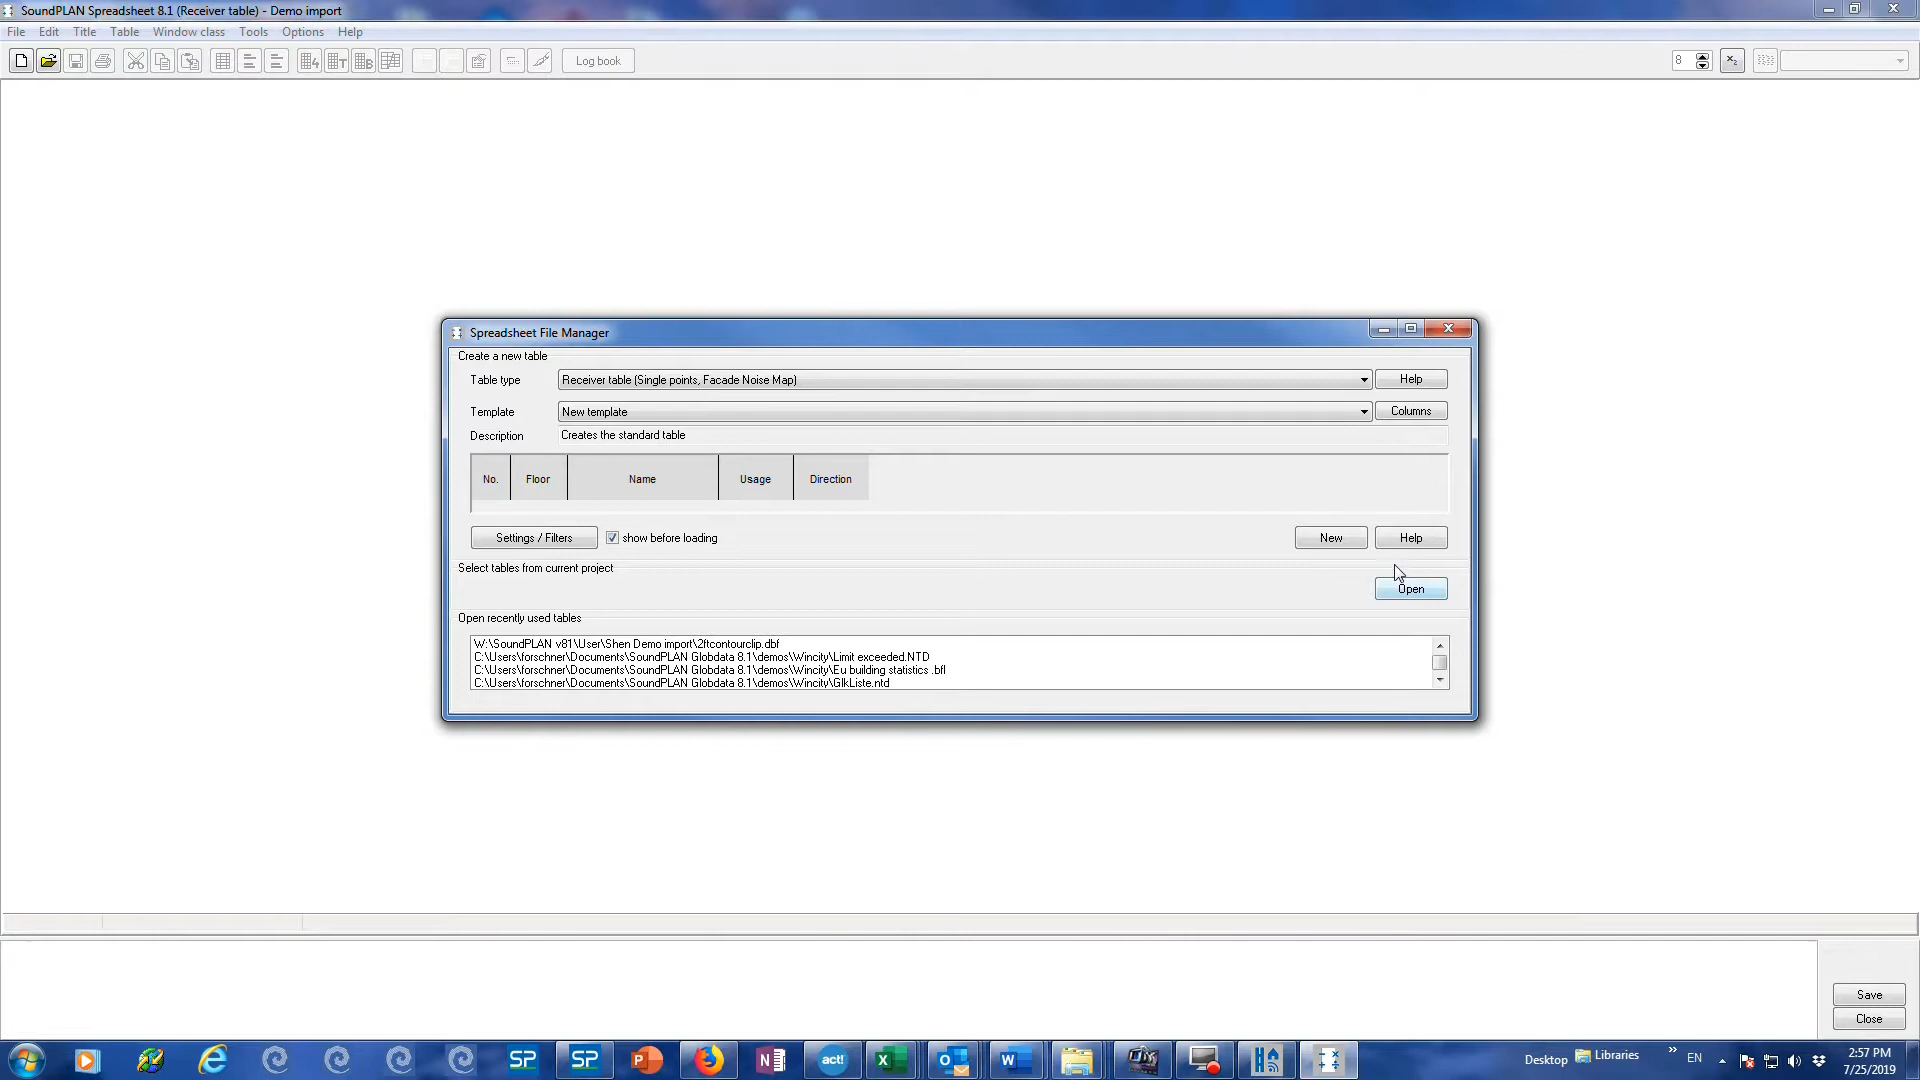 SoundPLAN Spreadsheet 8.1 (Receiver table) - Demo import
File Edit Title Table Window class Tools Options Help
Log book
8
Spreadsheet File Manager
Create a new table
Table type Receiver table (Single points, Facade Noise Map) Help
Template New template Columns
Description Creates the standard table
No. Floor Name Usage Direction
Settings / Filters show before loading New Help
Select tables from current project
Open
Open recently used tables
W:\SoundPLAN v81\User\Shen Demo import\2ftcontourclip.dbf
C:\Users\forschner\Documents\SoundPLAN Globdata 8.1\demos\Wincity\Limit exceeded.NTD
C:\Users\forschner\Documents\SoundPLAN Globdata 8.1\demos\Wincity\Eu building statistics .bfl
C:\Users\forschner\Documents\SoundPLAN Globdata 8.1\demos\Wincity\GlkListe.ntd
Save
Close
SP SP act! Desktop Libraries EN 2:57 PM
7/25/2019